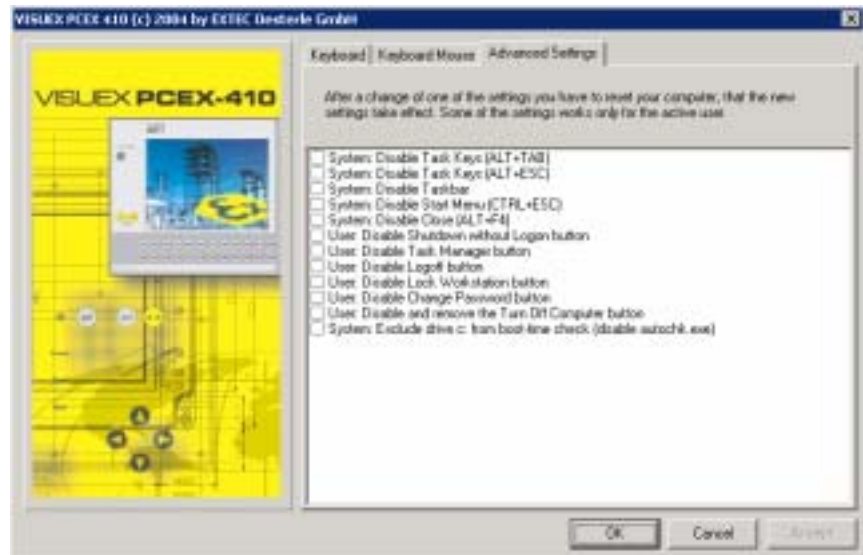 VISUEX PCEX 410 (c) 2004 by EXTEC Oesterle GmbH
VISUEX PCEX-410
Keyboard
Keyboard Mouse
Advanced Settings
After a change of one of the settings you have to reset your computer, that the new
settings take effect. Some of the settings works only for the active user.
System: Disable Task Keys (ALT+TAB)
System: Disable Task Keys (ALT+ESC)
System: Disable Taskbar
System: Disable Start Menu (CTRL+ESC)
System: Disable Close (ALT+F4)
User: Disable Shutdown without Logon button
User: Disable Task Manager button
User: Disable Logoff button
User: Disable Lock Workstation button
User: Disable Change Password button
User: Disable and remove the Turn Off Computer button
System: Exclude drive c: from boot-time check (disable autochk.exe)
OK
Cancel